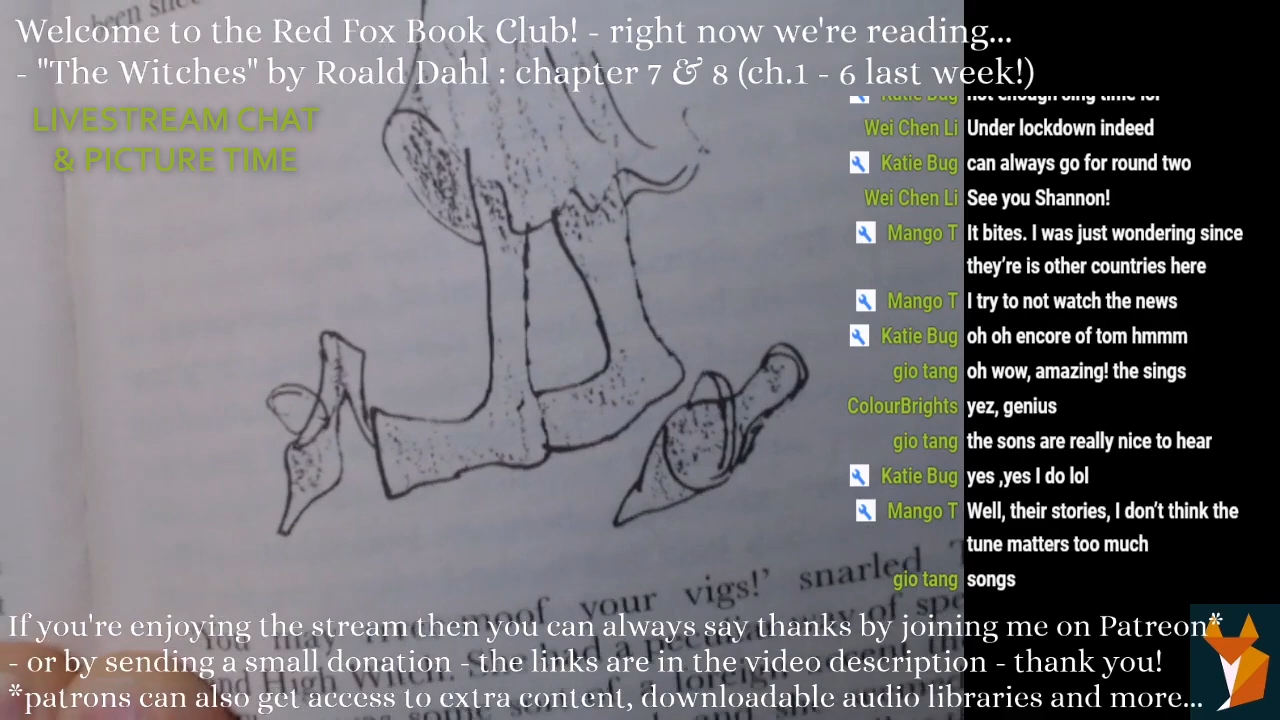 been
Welcome to the Red Fox Book Club! - right now we're reading...
- "The Witches" by Roald Dahl : chapter 7 & 8 (ch.1 - 6 last week!)
LIVESTREAM CHAT
& PICTURE TIME
Katie Bug not enough sing time lol
Wei Chen Li Under lockdown indeed
Katie Bug can always go for round two
Wei Chen Li See you Shannon!
Mango T It bites. I was just wondering since
they're is other countries here
Mango T I try to not watch the news
Katie Bug oh oh encore of tom hmmm
gio tang oh wow, amazing! the sings
ColourBrights yez, genius
gio tang the sons are really nice to hear
Katie Bug yes ,yes I do lol
Mango T Well, their stories, I don't think the
tune matters too much
gio tang songs
your vigs!' snarled
If you're enjoying the stream then you can always say thanks by joining me on Patreon*
- or by sending a small donation - the links are in the video description - thank you!
*patrons can also get access to extra content, downloadable audio libraries and more...